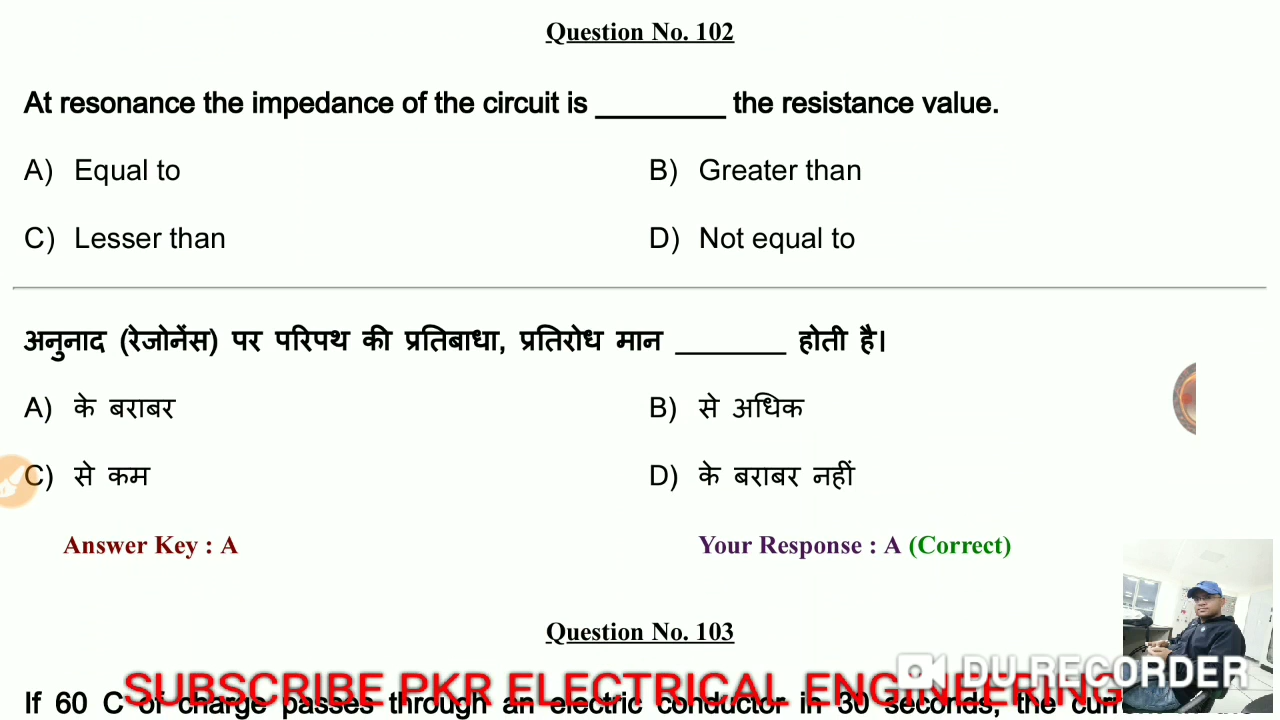 Question No. 102
At resonance the impedance of the circuit is ________ the resistance value.
A) Equal to
B) Greater than
C) Lesser than
D) Not equal to
अनुनाद (रेजोनेंस) पर परिपथ की प्रतिबाधा, प्रतिरोध मान _______ होती है।
A) के बराबर
B) से अधिक
C) से कम
D) के बराबर नहीं
Answer Key : A
Your Response : A (Correct)
Question No. 103
If 60 C of charge passes through an electric conductor in 30 seconds, the
SUBSCRIBE PKR ELECTRICAL ENGINEERING
DU RECORDER